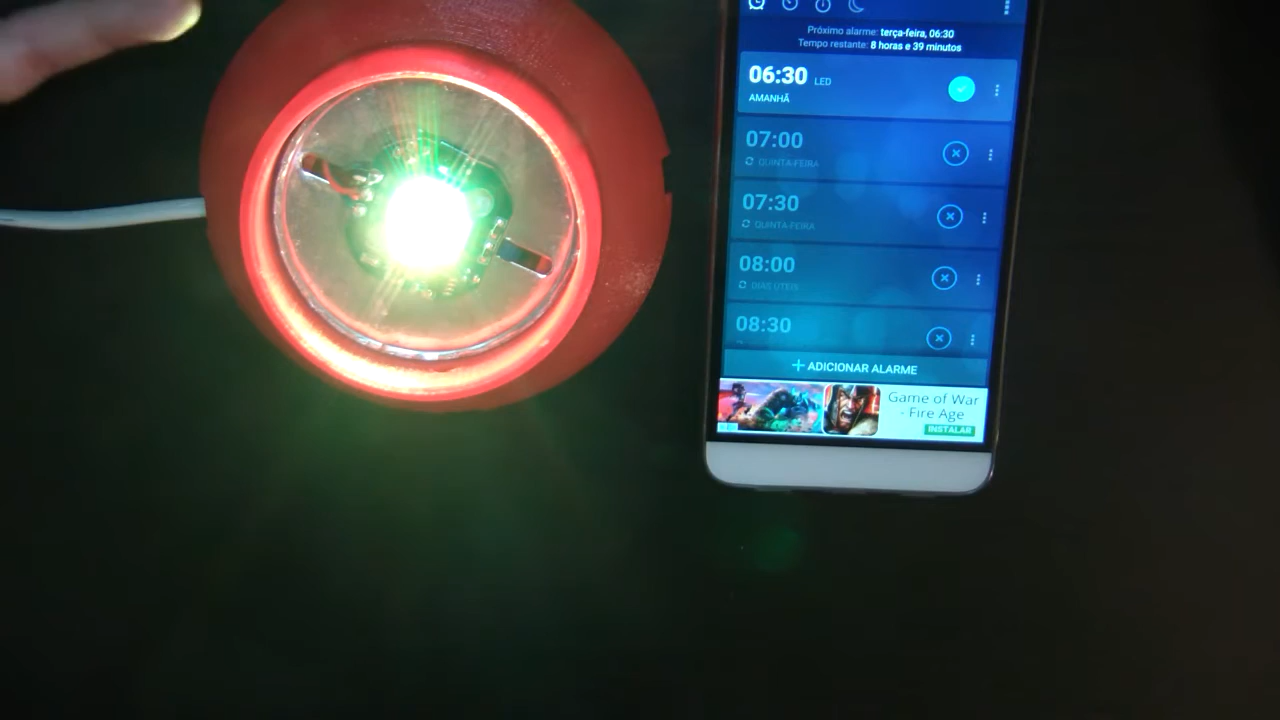 Próximo alarme: terça-feira, 06:30
Tempo restante: 8 horas e 39 minutos
06:30 LED
AMANHÃ
07:00
QUINTA-FEIRA
07:30
QUINTA-FEIRA
08:00
DIAS ÚTEIS
08:30
+ ADICIONAR ALARME
Game of War
- Fire Age
INSTALAR